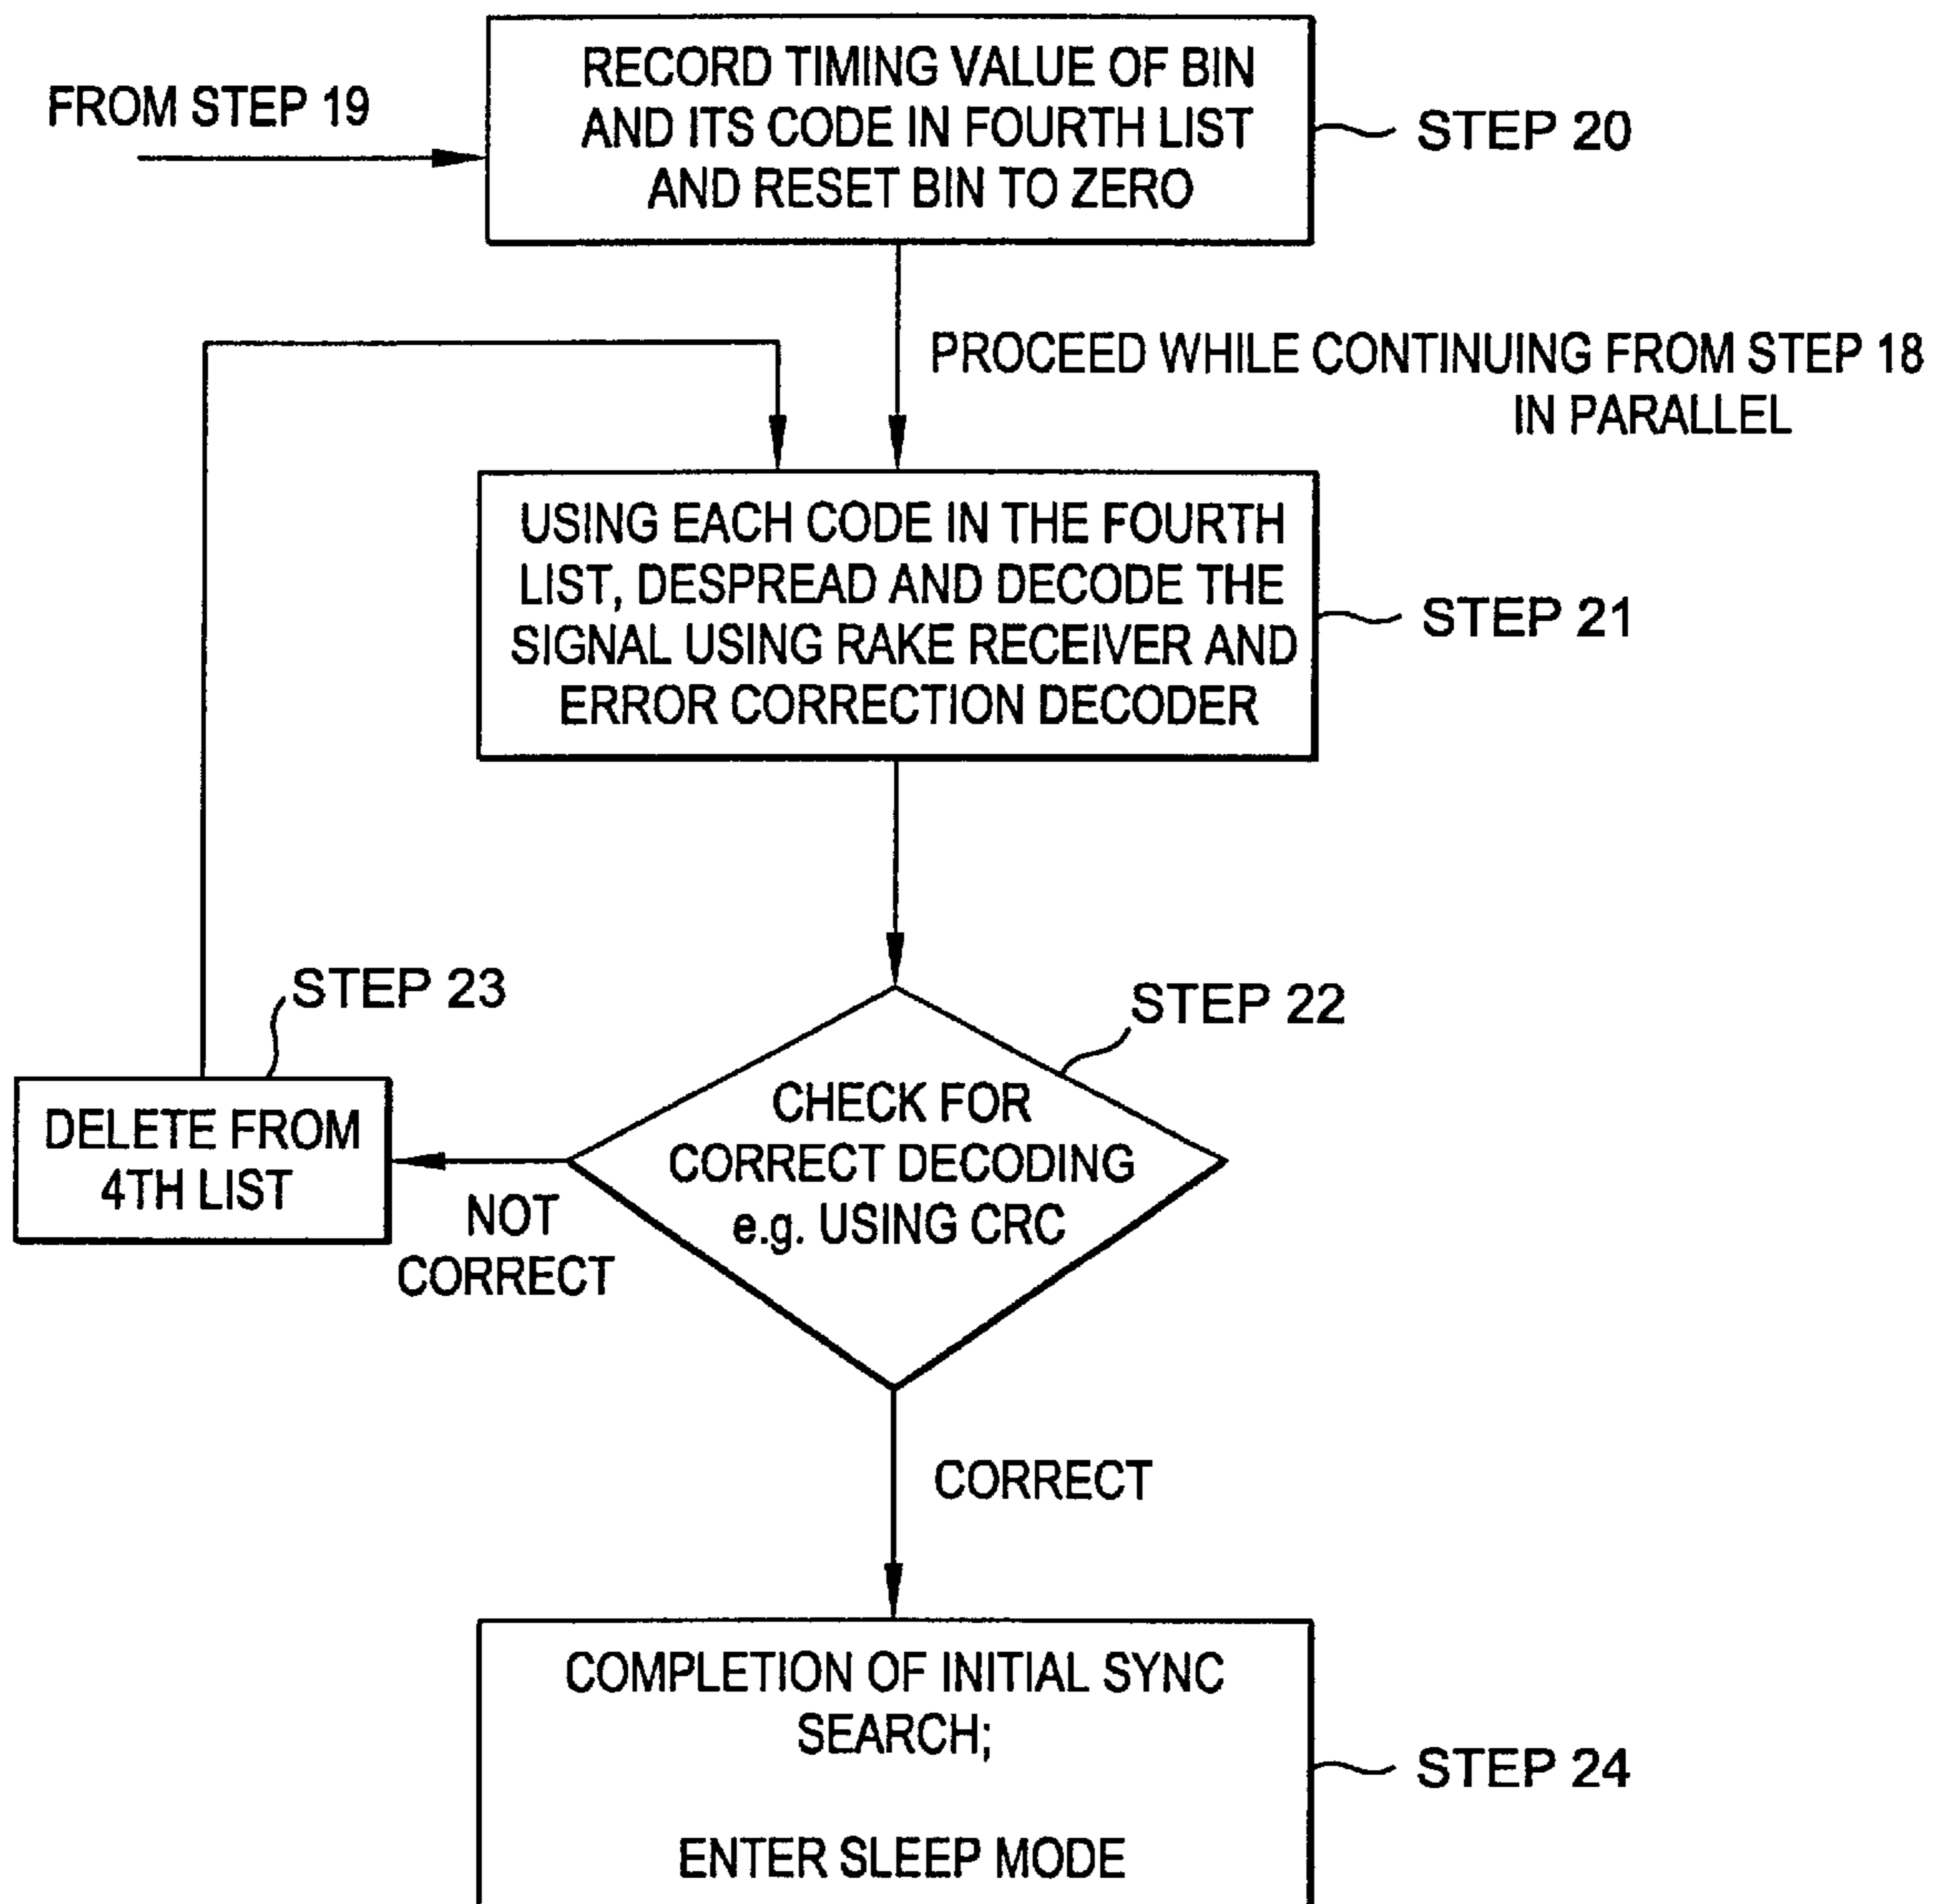 RECORD TIMING VALUE OF BIN
AND ITS CODE IN FOURTH LIST
AND RESET BIN TO ZERO
FROM STEP 19
STEP 20
PROCEED WHILE CONTINUING FROM STEP 18
IN PARALLEL
USING EACH CODE IN THE FOURTH
LIST, DESPREAD AND DECODE THE
SIGNAL USING RAKE RECEIVER AND
ERROR CORRECTION DECODER
STEP 21
STEP 23
STEP 22
CHECK FOR
CORRECT DECODING
e.g. USING CRC
DELETE FROM
4TH LIST
NOT
CORRECT
CORRECT
COMPLETION OF INITIAL SYNC
SEARCH;
ENTER SLEEP MODE
STEP 24